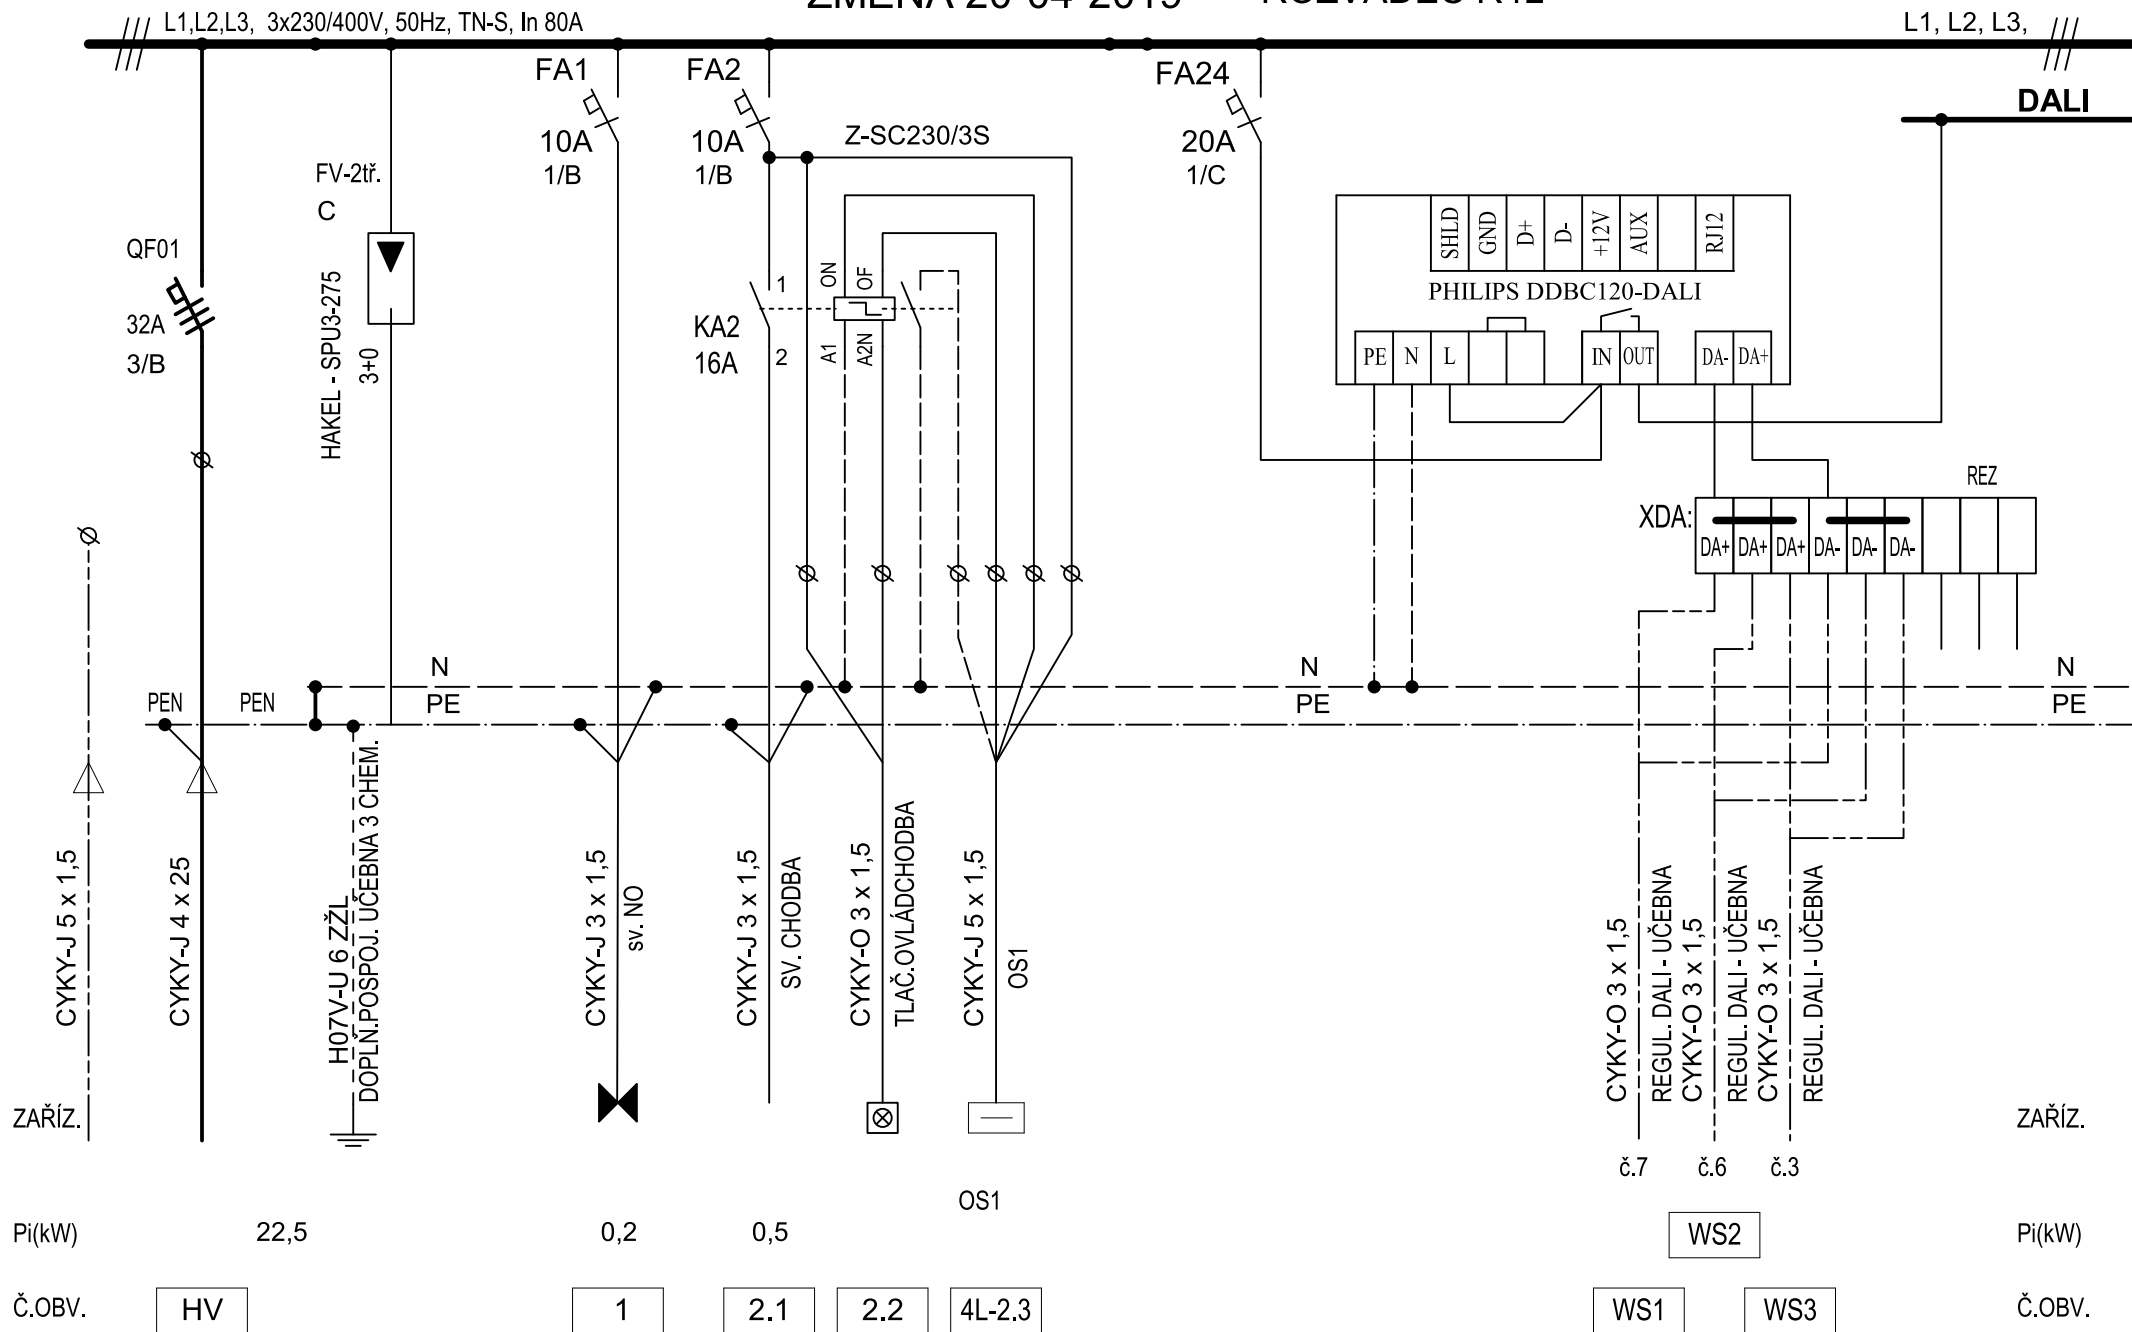 L1,L2,L3, 3x230/400V, 50Hz, TN-S, In 80A
ZMĚNA 26-04-2019
L1, L2, L3,
DALI
FA1
10A
1/B
FA2
10A
1/B
Z-SC230/3S
FA24
20A
1/C
FV-2tř.
C
HAKEL - SPU3-275
3+0
QF01
32A
3/B
KA2
16A
1
2
ON
OF
A1
A2N
SHLD
GND
D+
D-
+12V
AUX
RJ12
PHILIPS DDBC120-DALI
PE
N
L
IN
OUT
DA-
DA+
REZ
XDA:
DA+
DA+
DA+
DA-
DA-
DA-
N
PE
N
PE
N
PE
PEN
PEN
CYKY-J 5 x 1,5
CYKY-J 4 x 25
H07V-U 6 ZŽL
DOPLŇ.POSPOJ. UČEBNA 3 CHEM.
CYKY-J 3 x 1,5
sv. NO
CYKY-J 3 x 1,5
SV. CHODBA
CYKY-O 3 x 1,5
TLAČ.OVLÁDCHODBA
CYKY-J 5 x 1,5
OS1
CYKY-O 3 x 1,5
REGUL. DALI - UČEBNA
CYKY-O 3 x 1,5
REGUL. DALI - UČEBNA
CYKY-O 3 x 1,5
REGUL. DALI - UČEBNA
ZAŘÍZ.
ZAŘÍZ.
č.7
č.6
č.3
OS1
Pi(kW)
22,5
0,2
0,5
WS2
Pi(kW)
Č.OBV.
HV
1
2.1
2.2
4L-2.3
WS1
WS3
Č.OBV.